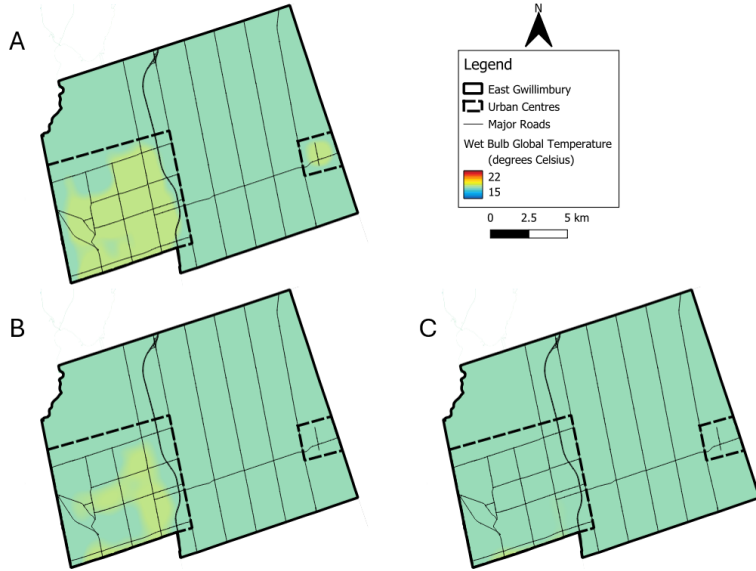 A
N
Legend
East Gwillimbury
Urban Centres
Major Roads
Wet Bulb Global Temperature
(degrees Celsius)
22
15
0 2.5 5 km
B
C